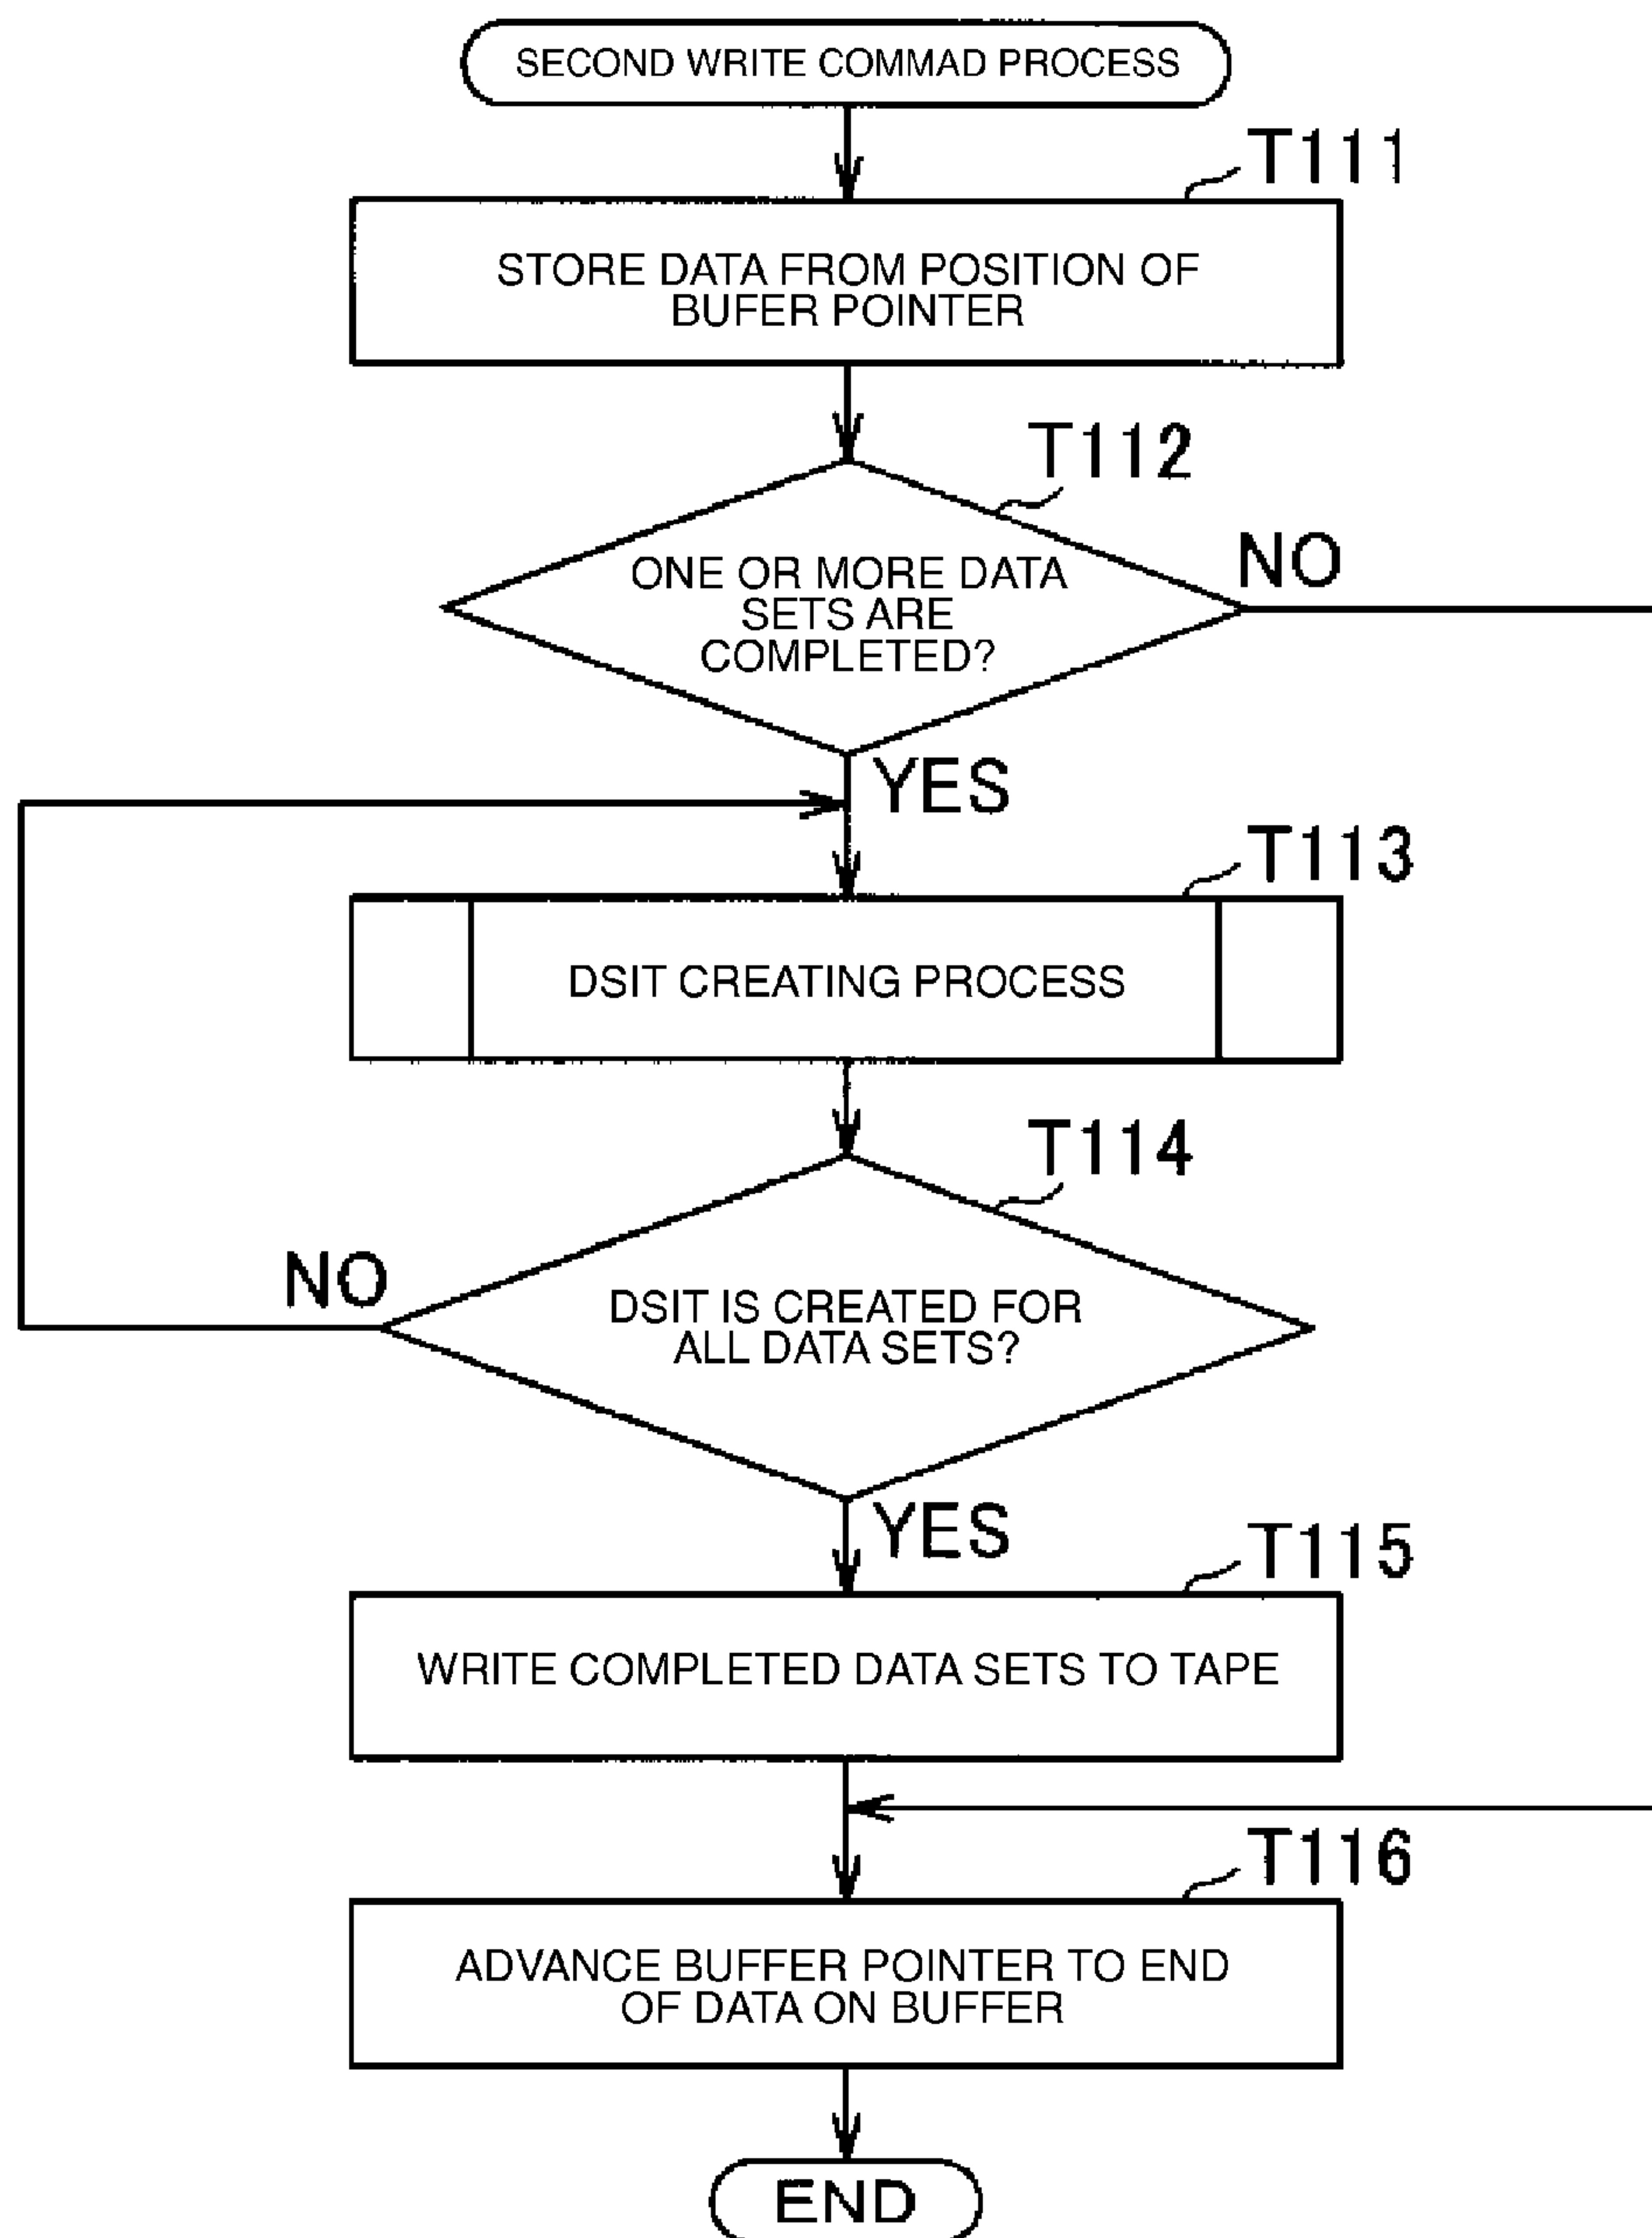 SECOND WRITE COMMAD PROCESS
T111
STORE DATA FROM POSITION OF
BUFER POINTER
T112
ONE OR MORE DATA
SETS ARE
COMPLETED?
NO
YES
T113
DSIT CREATING PROCESS
T114
NO
DSIT IS CREATED FOR
ALL DATA SETS?
YES
T115
WRITE COMPLETED DATA SETS TO TAPE
T116
ADVANCE BUFFER POINTER TO END
OF DATA ON BUFFER
END